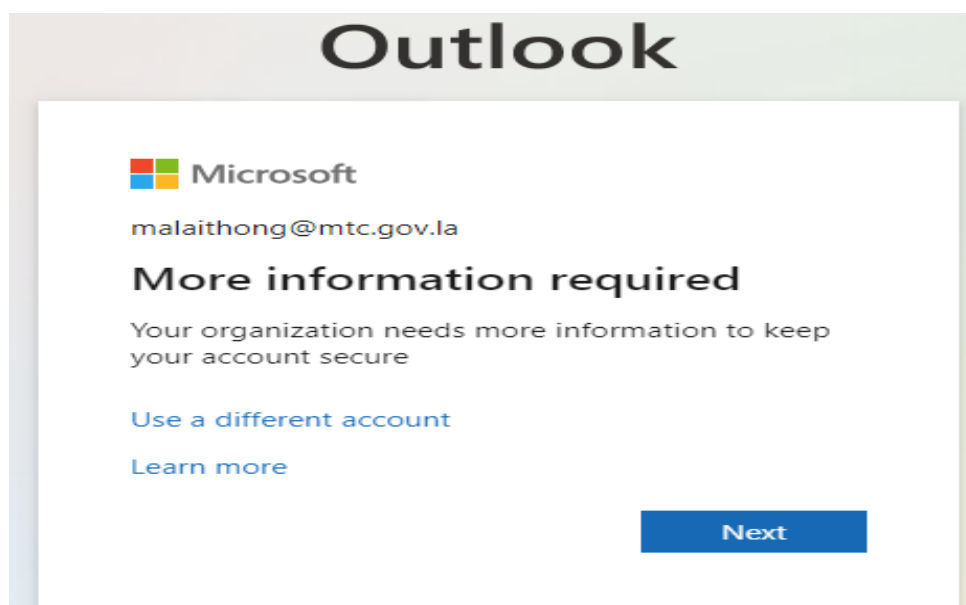 Outlook
Microsoft
malaithong@mtc.gov.la
More information required
Your organization needs more information to keep
your account secure
Use a different account
Learn more
Next